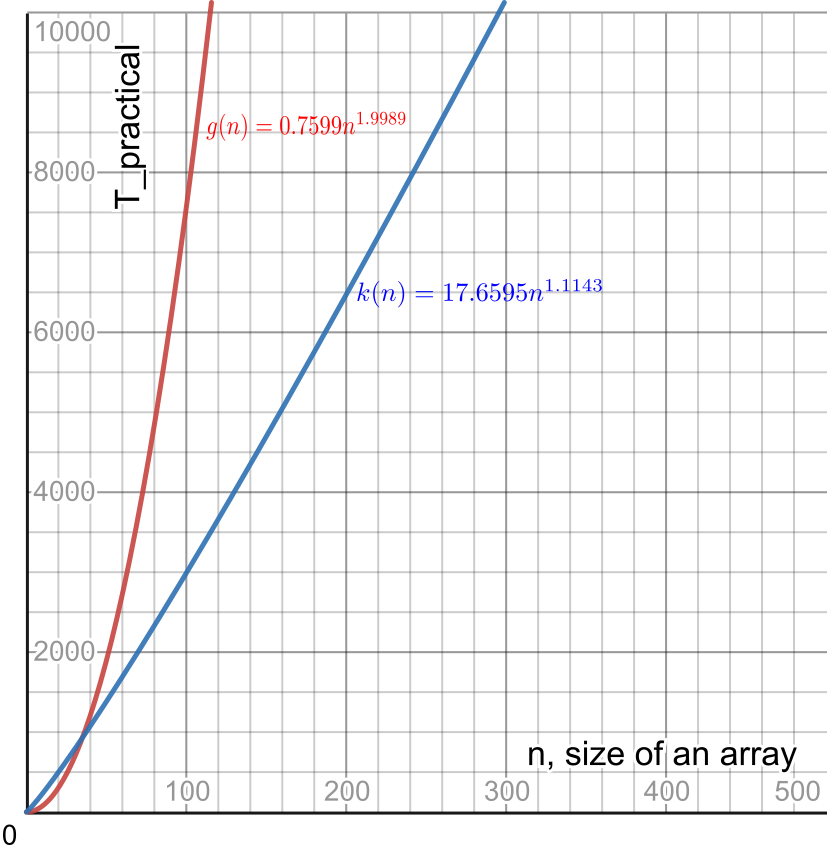 10000
T_practical
g(n) = 0.7599n^1.9989
8000
k(n) = 17.6595n^1.1143
6000
4000
2000
n, size of an array
100 200 300 400 500
0